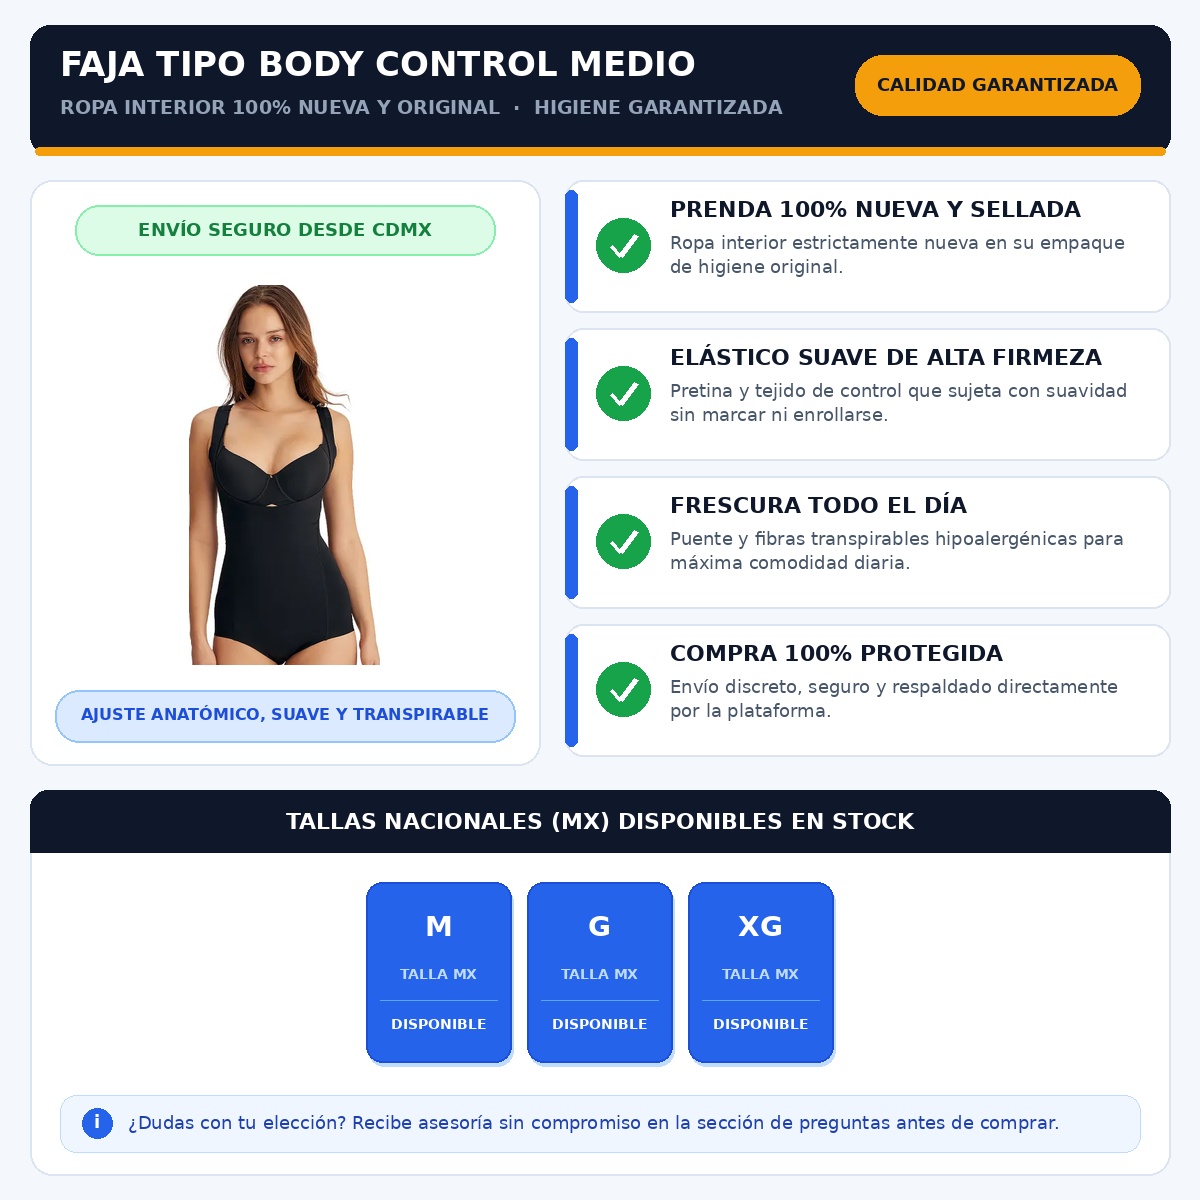 FAJA TIPO BODY CONTROL MEDIO
ROPA INTERIOR 100% NUEVA Y ORIGINAL · HIGIENE GARANTIZADA
CALIDAD GARANTIZADA
ENVÍO SEGURO DESDE CDMX
AJUSTE ANATÓMICO, SUAVE Y TRANSPIRABLE
PRENDA 100% NUEVA Y SELLADA
Ropa interior estrictamente nueva en su empaque
de higiene original.
ELÁSTICO SUAVE DE ALTA FIRMEZA
Pretina y tejido de control que sujeta con suavidad
sin marcar ni enrollarse.
FRESCURA TODO EL DÍA
Puente y fibras transpirables hipoalergénicas para
máxima comodidad diaria.
COMPRA 100% PROTEGIDA
Envío discreto, seguro y respaldado directamente
por la plataforma.
TALLAS NACIONALES (MX) DISPONIBLES EN STOCK
M
TALLA MX
DISPONIBLE
G
TALLA MX
DISPONIBLE
XG
TALLA MX
DISPONIBLE
i
¿Dudas con tu elección? Recibe asesoría sin compromiso en la sección de preguntas antes de comprar.